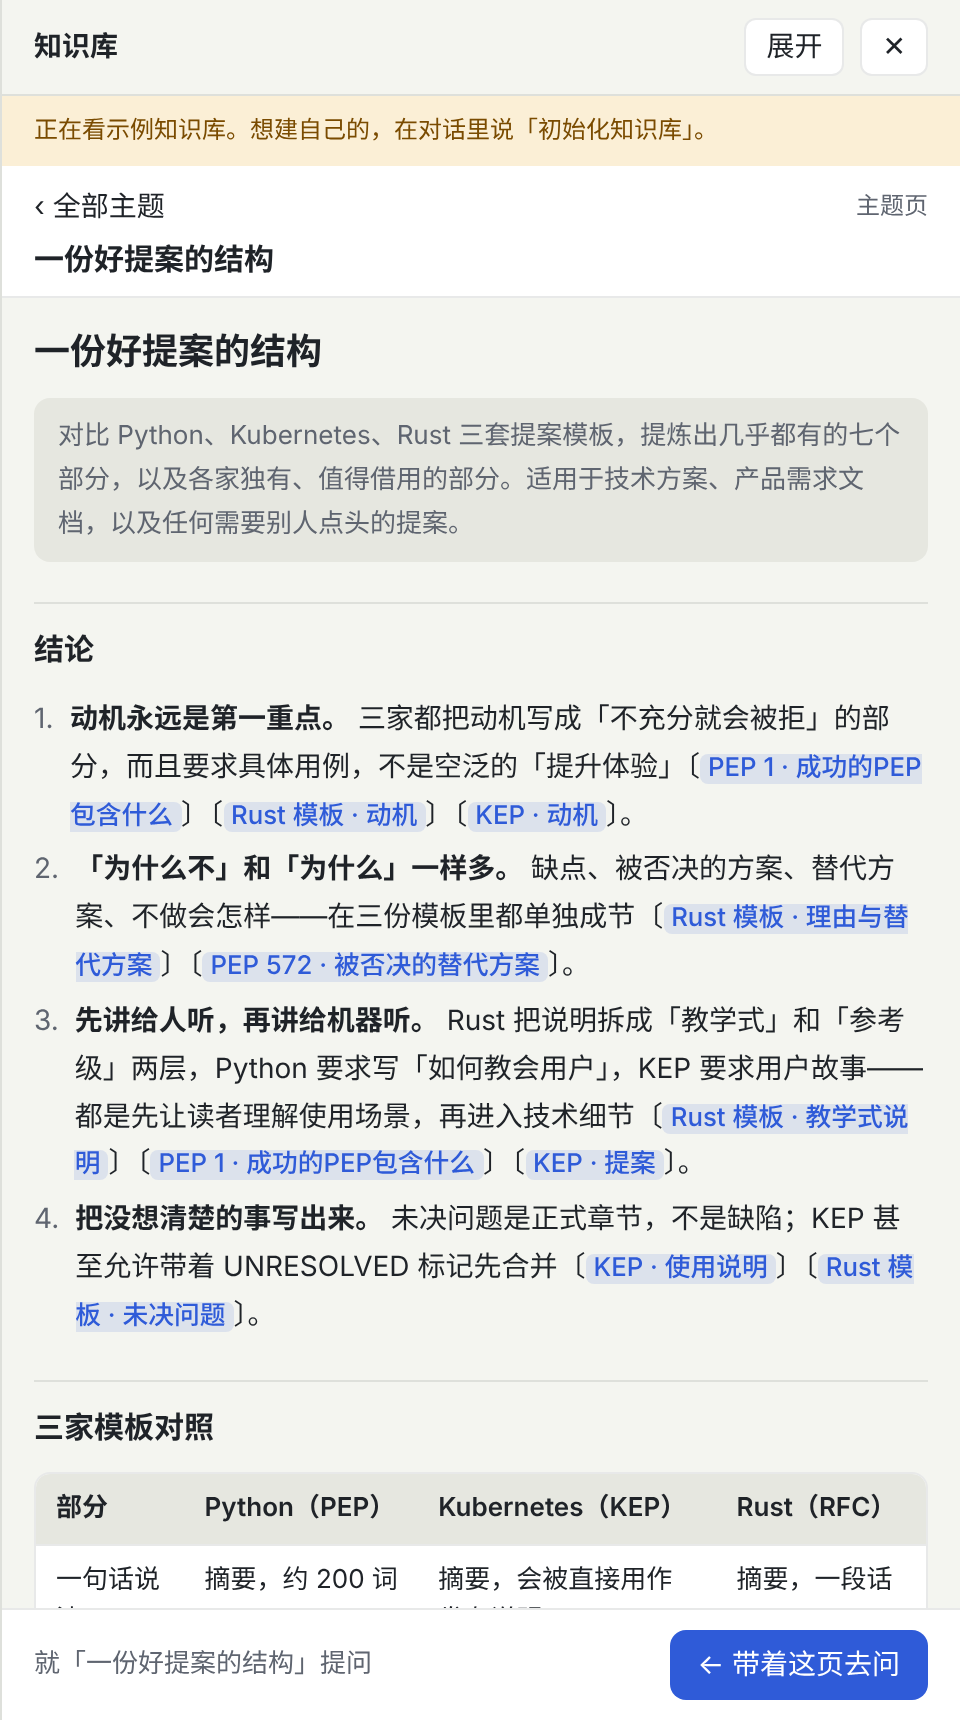 知识库
展开
×
正在看示例知识库。想建自己的，在对话里说「初始化知识库」。
‹ 全部主题
主题页
一份好提案的结构
一份好提案的结构
对比 Python、Kubernetes、Rust 三套提案模板，提炼出几乎都有的七个
部分，以及各家独有、值得借用的部分。适用于技术方案、产品需求文
档，以及任何需要别人点头的提案。
结论
1. 动机永远是第一重点。 三家都把动机写成「不充分就会被拒」的部
分，而且要求具体用例，不是空泛的「提升体验」〔PEP 1 · 成功的PEP
包含什么〕〔Rust 模板 · 动机〕〔KEP · 动机〕。
2. 「为什么不」和「为什么」一样多。 缺点、被否决的方案、替代方
案、不做会怎样——在三份模板里都单独成节〔Rust 模板 · 理由与替
代方案〕〔PEP 572 · 被否决的替代方案〕。
3. 先讲给人听，再讲给机器听。 Rust 把说明拆成「教学式」和「参考
级」两层，Python 要求写「如何教会用户」，KEP 要求用户故事——
都是先让读者理解使用场景，再进入技术细节〔Rust 模板 · 教学式说
明〕〔PEP 1 · 成功的PEP包含什么〕〔KEP · 提案〕。
4. 把没想清楚的事写出来。 未决问题是正式章节，不是缺陷；KEP 甚
至允许带着 UNRESOLVED 标记先合并〔KEP · 使用说明〕〔Rust 模
板 · 未决问题〕。
三家模板对照
部分 Python（PEP） Kubernetes（KEP） Rust（RFC）
一句话说 摘要，约 200 词 摘要，会被直接用作 摘要，一段话
就「一份好提案的结构」提问
← 带着这页去问